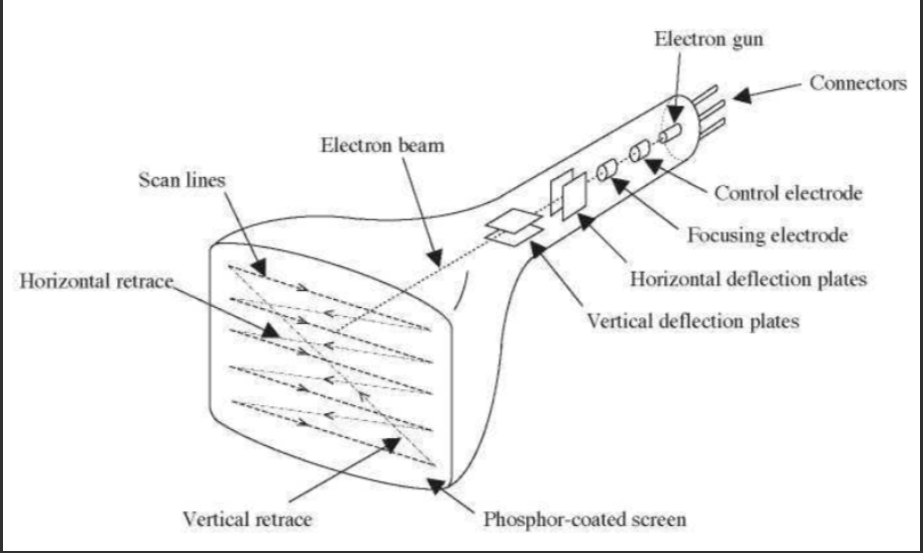 Electron gun
Connectors
Electron beam
Scan lines
Control electrode
Focusing electrode
Horizontal retrace
Horizontal deflection plates
Vertical deflection plates
Vertical retrace
Phosphor-coated screen